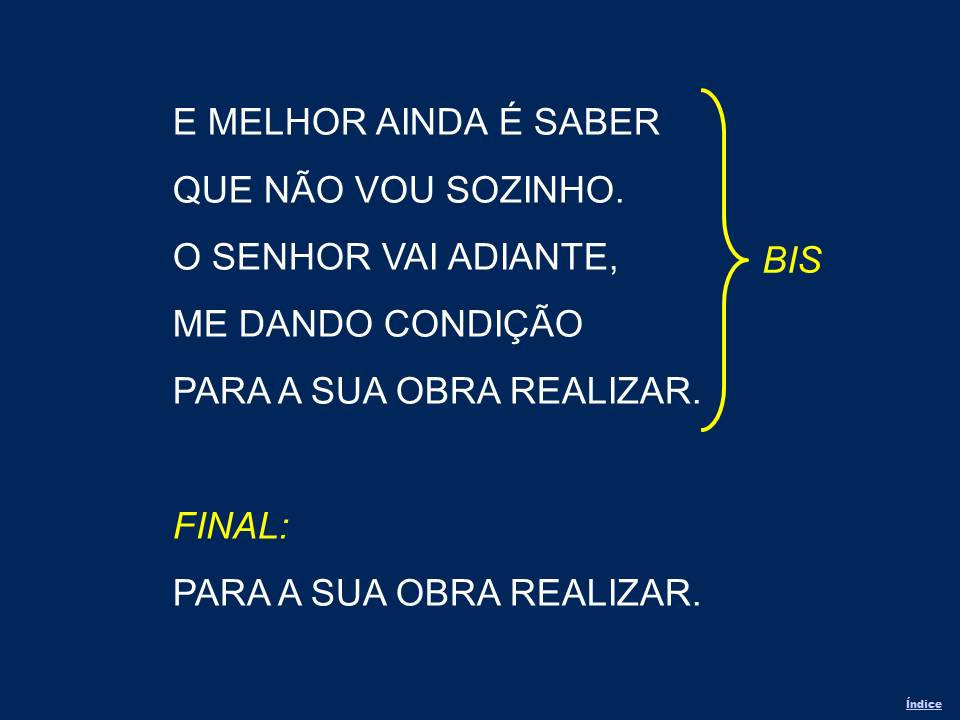 E MELHOR AINDA É SABER
QUE NÃO VOU SOZINHO.
O SENHOR VAI ADIANTE,
ME DANDO CONDIÇÃO
PARA A SUA OBRA REALIZAR.
BIS
FINAL:
PARA A SUA OBRA REALIZAR.
Índice